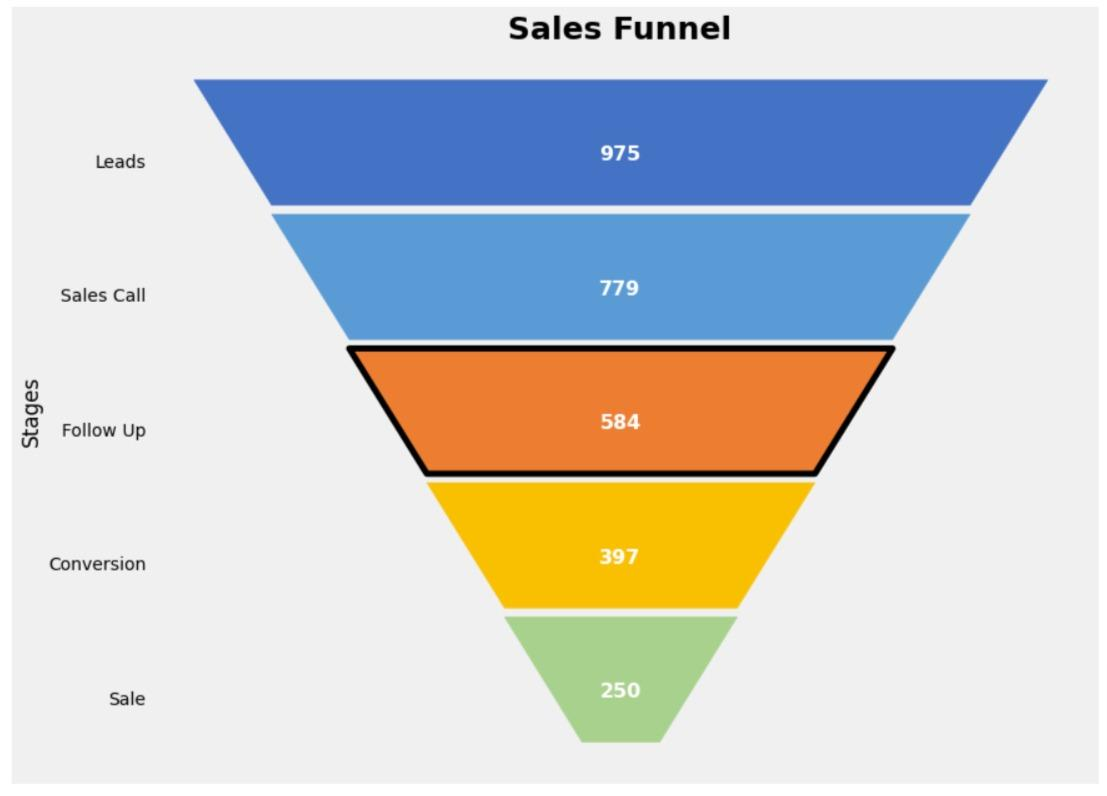 Sales Funnel
Stages
Leads
975
Sales Call
779
Follow Up
584
Conversion
397
Sale
250